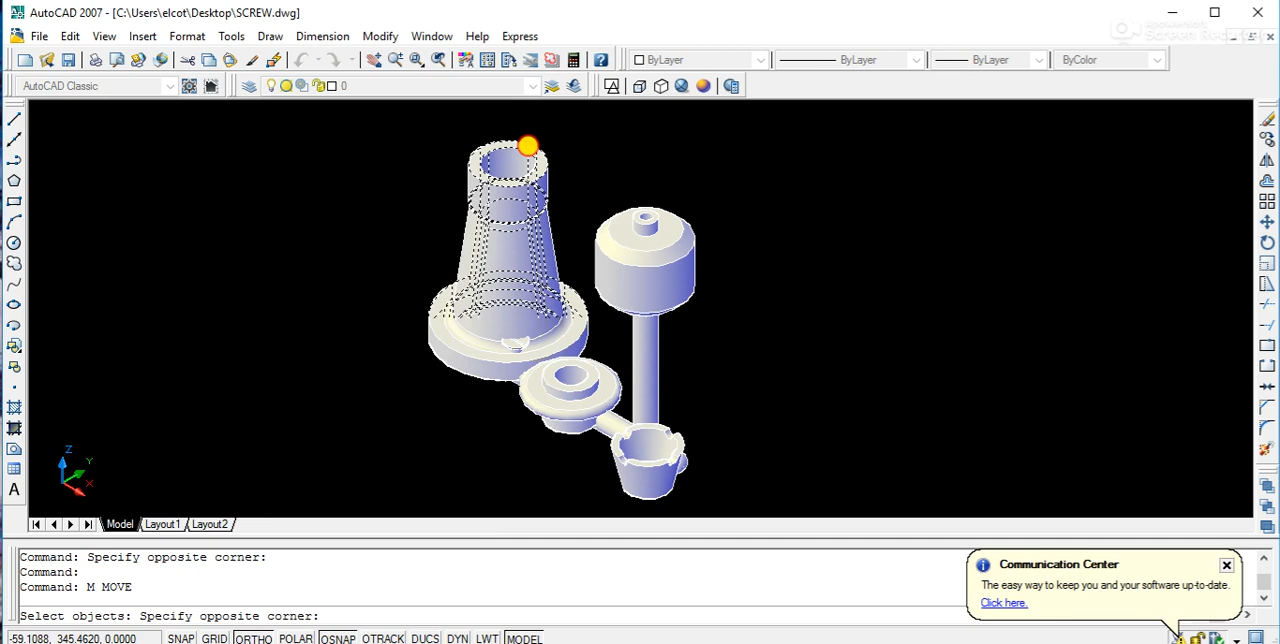 AutoCAD 2007 - [C:\Users\elcot\Desktop\SCREW.dwg]
File Edit View Insert Format Tools Draw Dimension Modify Window Help Express
ByLayer ByLayer ByLayer ByColor
AutoCAD Classic 0
Z
Y
X
A
Model Layout1 Layout2
Command: Specify opposite corner:
Command:
Command: M MOVE
Select objects: Specify opposite corner:
Communication Center
The easy way to keep you and your software up-to-date.
Click here.
-59.1088, 345.4620, 0.0000 SNAP GRID ORTHO POLAR OSNAP OTRACK DUCS DYN LWT MODEL